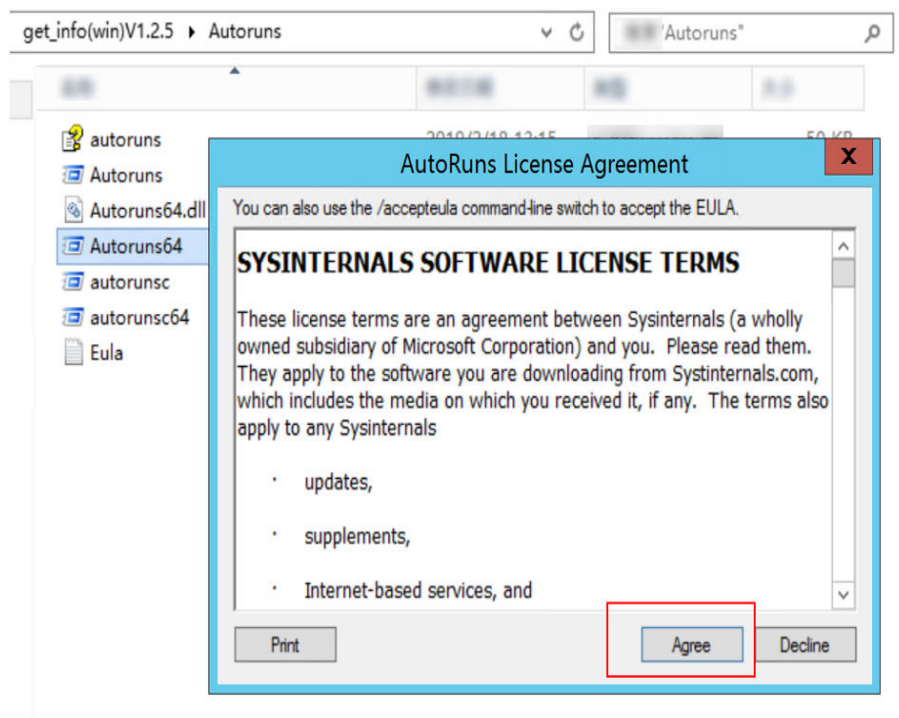 get_info(win)V1.2.5 ▸ Autoruns
"Autoruns"
autoruns
50 KB
Autoruns
AutoRuns License Agreement
X
Autoruns64.dll
You can also use the /accepteula command-line switch to accept the EULA.
Autoruns64
autorunsc
autorunsc64
Eula
SYSINTERNALS SOFTWARE LICENSE TERMS
These license terms are an agreement between Sysinternals (a wholly
owned subsidiary of Microsoft Corporation) and you. Please read them.
They apply to the software you are downloading from Systinternals.com,
which includes the media on which you received it, if any. The terms also
apply to any Sysinternals
· updates,
· supplements,
· Internet-based services, and
Print
Agree
Decline